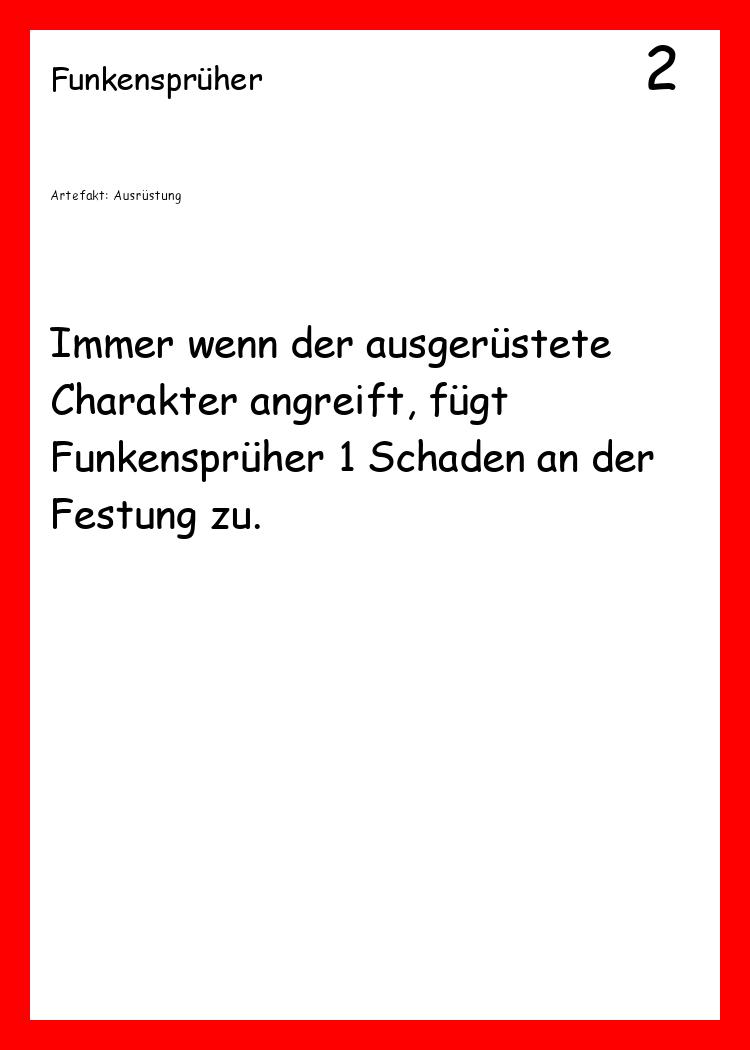 Funkensprüher
2
Artefakt: Ausrüstung
Immer wenn der ausgerüstete
Charakter angreift, fügt
Funkensprüher 1 Schaden an der
Festung zu.